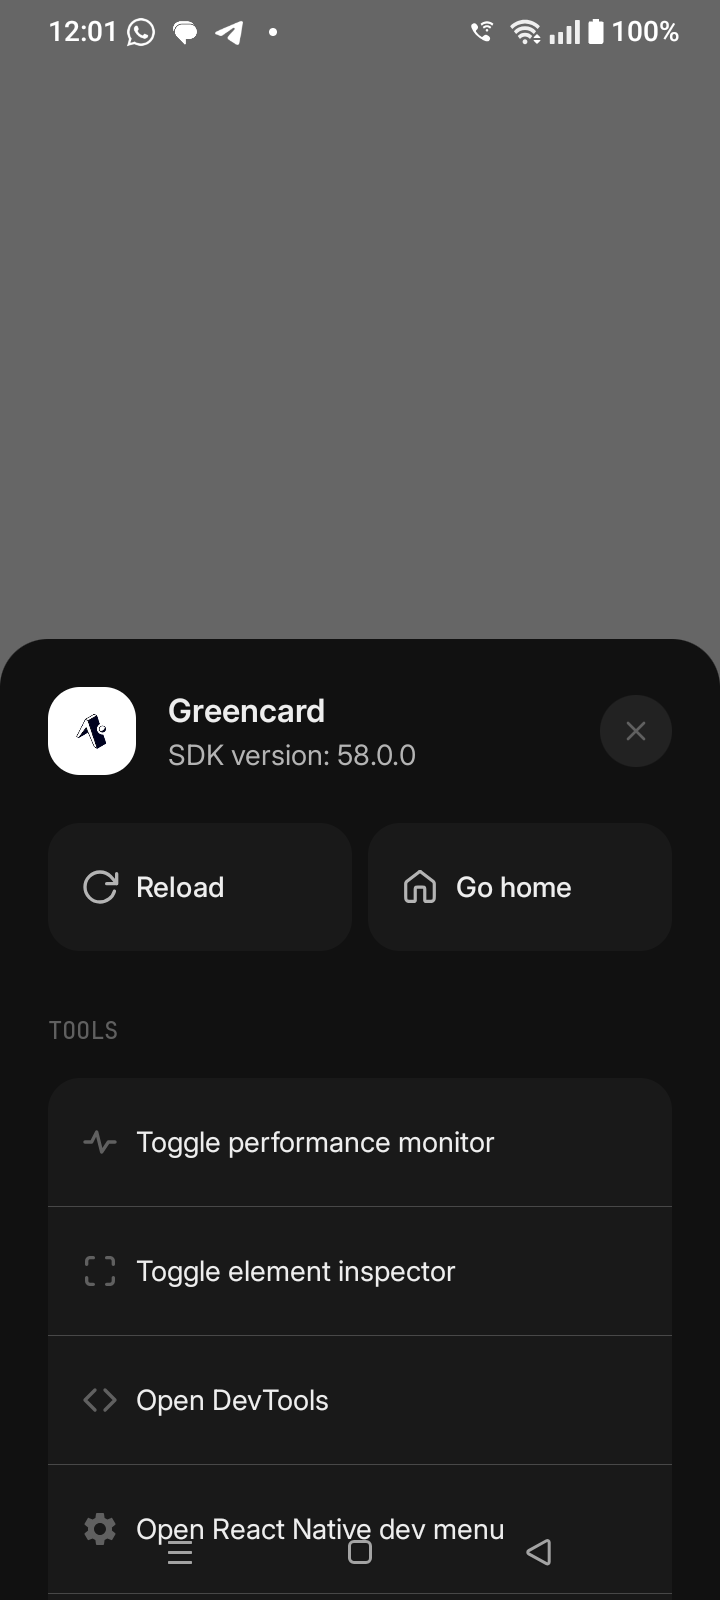 12:01 100%
Greencard
SDK version: 58.0.0
Reload Go home
TOOLS
Toggle performance monitor
Toggle element inspector
Open DevTools
Open React Native dev menu